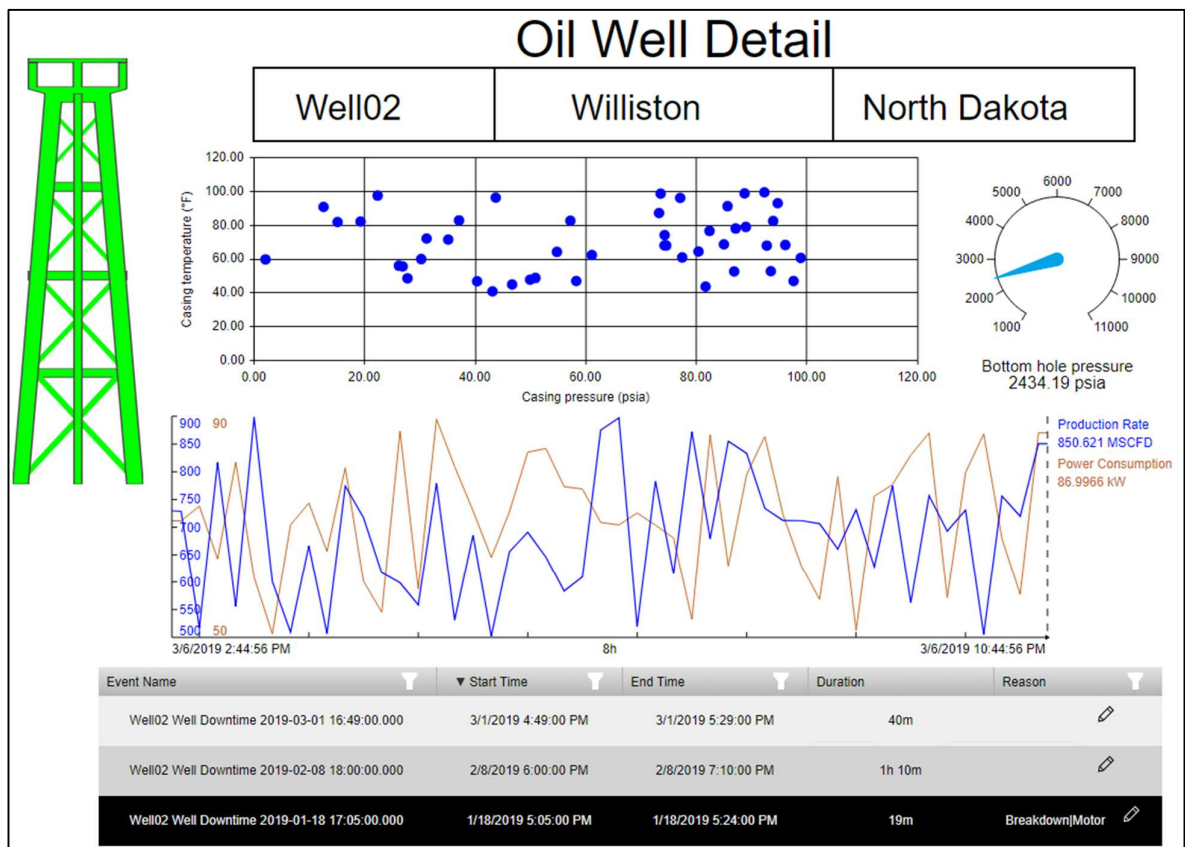 Oil Well Detail
Well02 Williston North Dakota
120.00
100.00
80.00
60.00
40.00
20.00
0.00
Casing temperature (°F)
0.00 20.00 40.00 60.00 80.00 100.00 120.00
Casing pressure (psia)
1000
2000
3000
4000
5000
6000
7000
8000
9000
10000
11000
Bottom hole pressure
2434.19 psia
900 90
850
800
750
700
650
600
550
500 50
3/6/2019 2:44:56 PM 8h 3/6/2019 10:44:56 PM
Production Rate
850.621 MSCFD
Power Consumption
86.9966 kW
Event Name ▼ Start Time End Time Duration Reason
Well02 Well Downtime 2019-03-01 16:49:00.000 3/1/2019 4:49:00 PM 3/1/2019 5:29:00 PM 40m
Well02 Well Downtime 2019-02-08 18:00:00.000 2/8/2019 6:00:00 PM 2/8/2019 7:10:00 PM 1h 10m
Well02 Well Downtime 2019-01-18 17:05:00.000 1/18/2019 5:05:00 PM 1/18/2019 5:24:00 PM 19m Breakdown|Motor